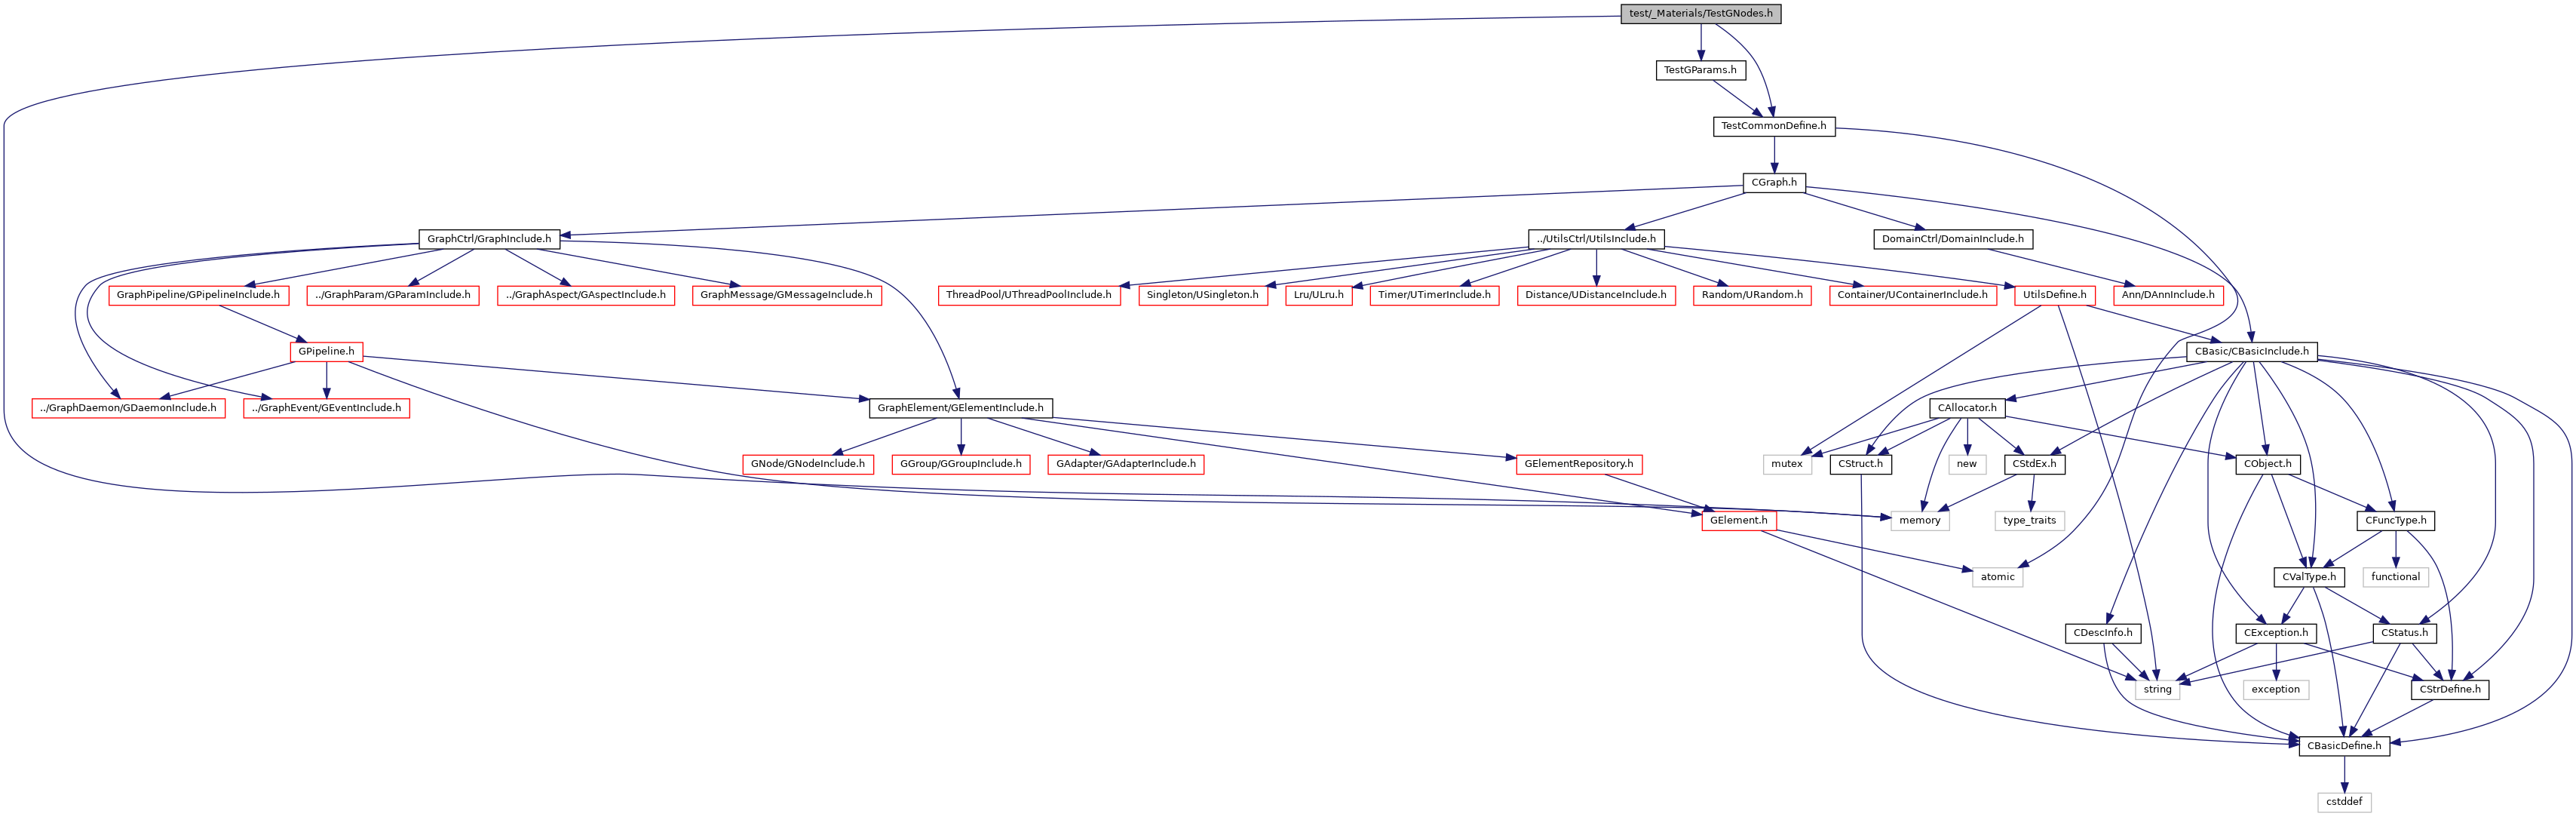 test/_Materials/TestGNodes.h
TestGParams.h
TestCommonDefine.h
CGraph.h
GraphCtrl/GraphInclude.h
../UtilsCtrl/UtilsInclude.h
DomainCtrl/DomainInclude.h
GraphPipeline/GPipelineInclude.h
../GraphParam/GParamInclude.h
../GraphAspect/GAspectInclude.h
GraphMessage/GMessageInclude.h
ThreadPool/UThreadPoolInclude.h
Singleton/USingleton.h
Lru/ULru.h
Timer/UTimerInclude.h
Distance/UDistanceInclude.h
Random/URandom.h
Container/UContainerInclude.h
UtilsDefine.h
Ann/DAnnInclude.h
GPipeline.h
CBasic/CBasicInclude.h
../GraphDaemon/GDaemonInclude.h
../GraphEvent/GEventInclude.h
GraphElement/GElementInclude.h
CAllocator.h
GNode/GNodeInclude.h
GGroup/GGroupInclude.h
GAdapter/GAdapterInclude.h
GElementRepository.h
mutex
CStruct.h
new
CStdEx.h
CObject.h
GElement.h
memory
type_traits
CFuncType.h
atomic
CValType.h
functional
CDescInfo.h
CException.h
CStatus.h
string
exception
CStrDefine.h
CBasicDefine.h
cstddef